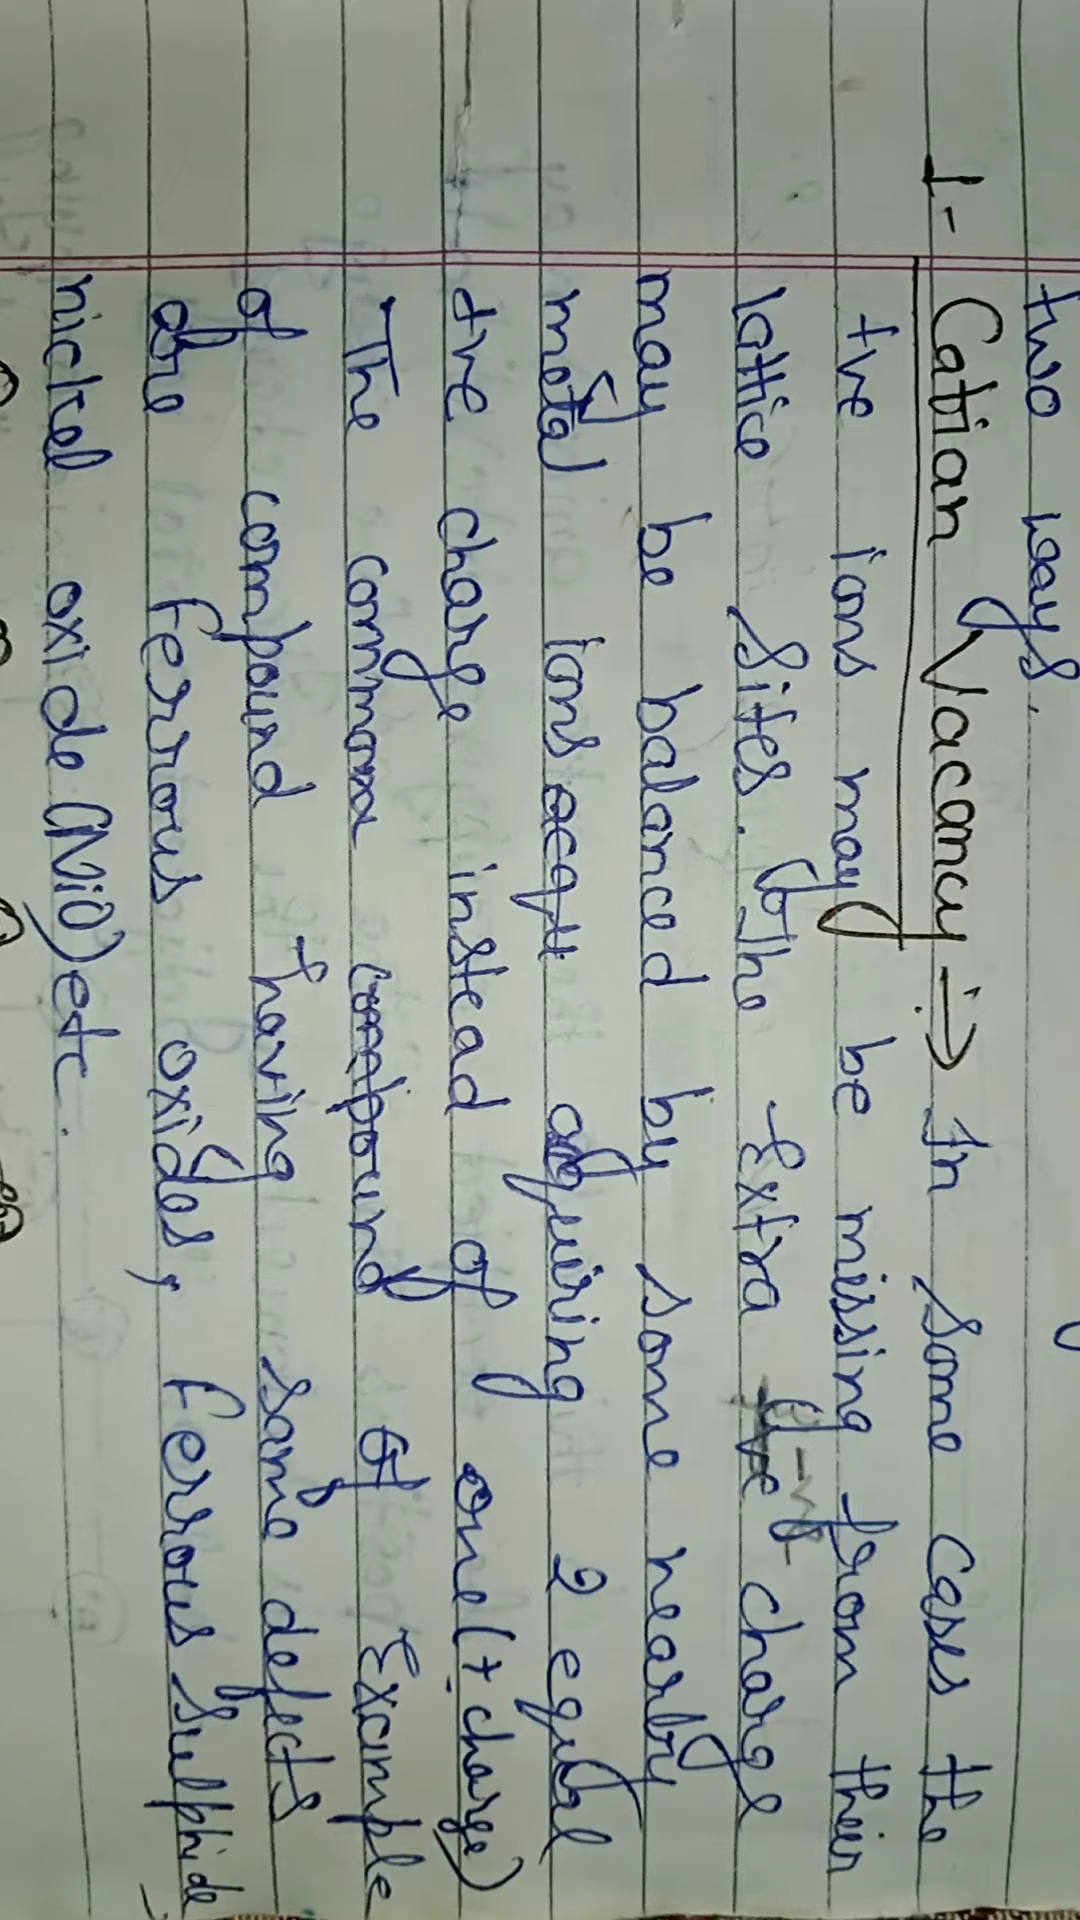 two ways.
1- Cation Vacancy :→ In some cases the
+ve ions may be missing from their
lattice sites. The Extra -ve charge
may be balanced by some nearby
metal ions acqu aquiring 2 equal
+ve charge instead of one (+ charge)
The common compound of Example
of compound having same defects
are ferrous oxides, ferrous sulphide
nickel oxide (NiO) etc.